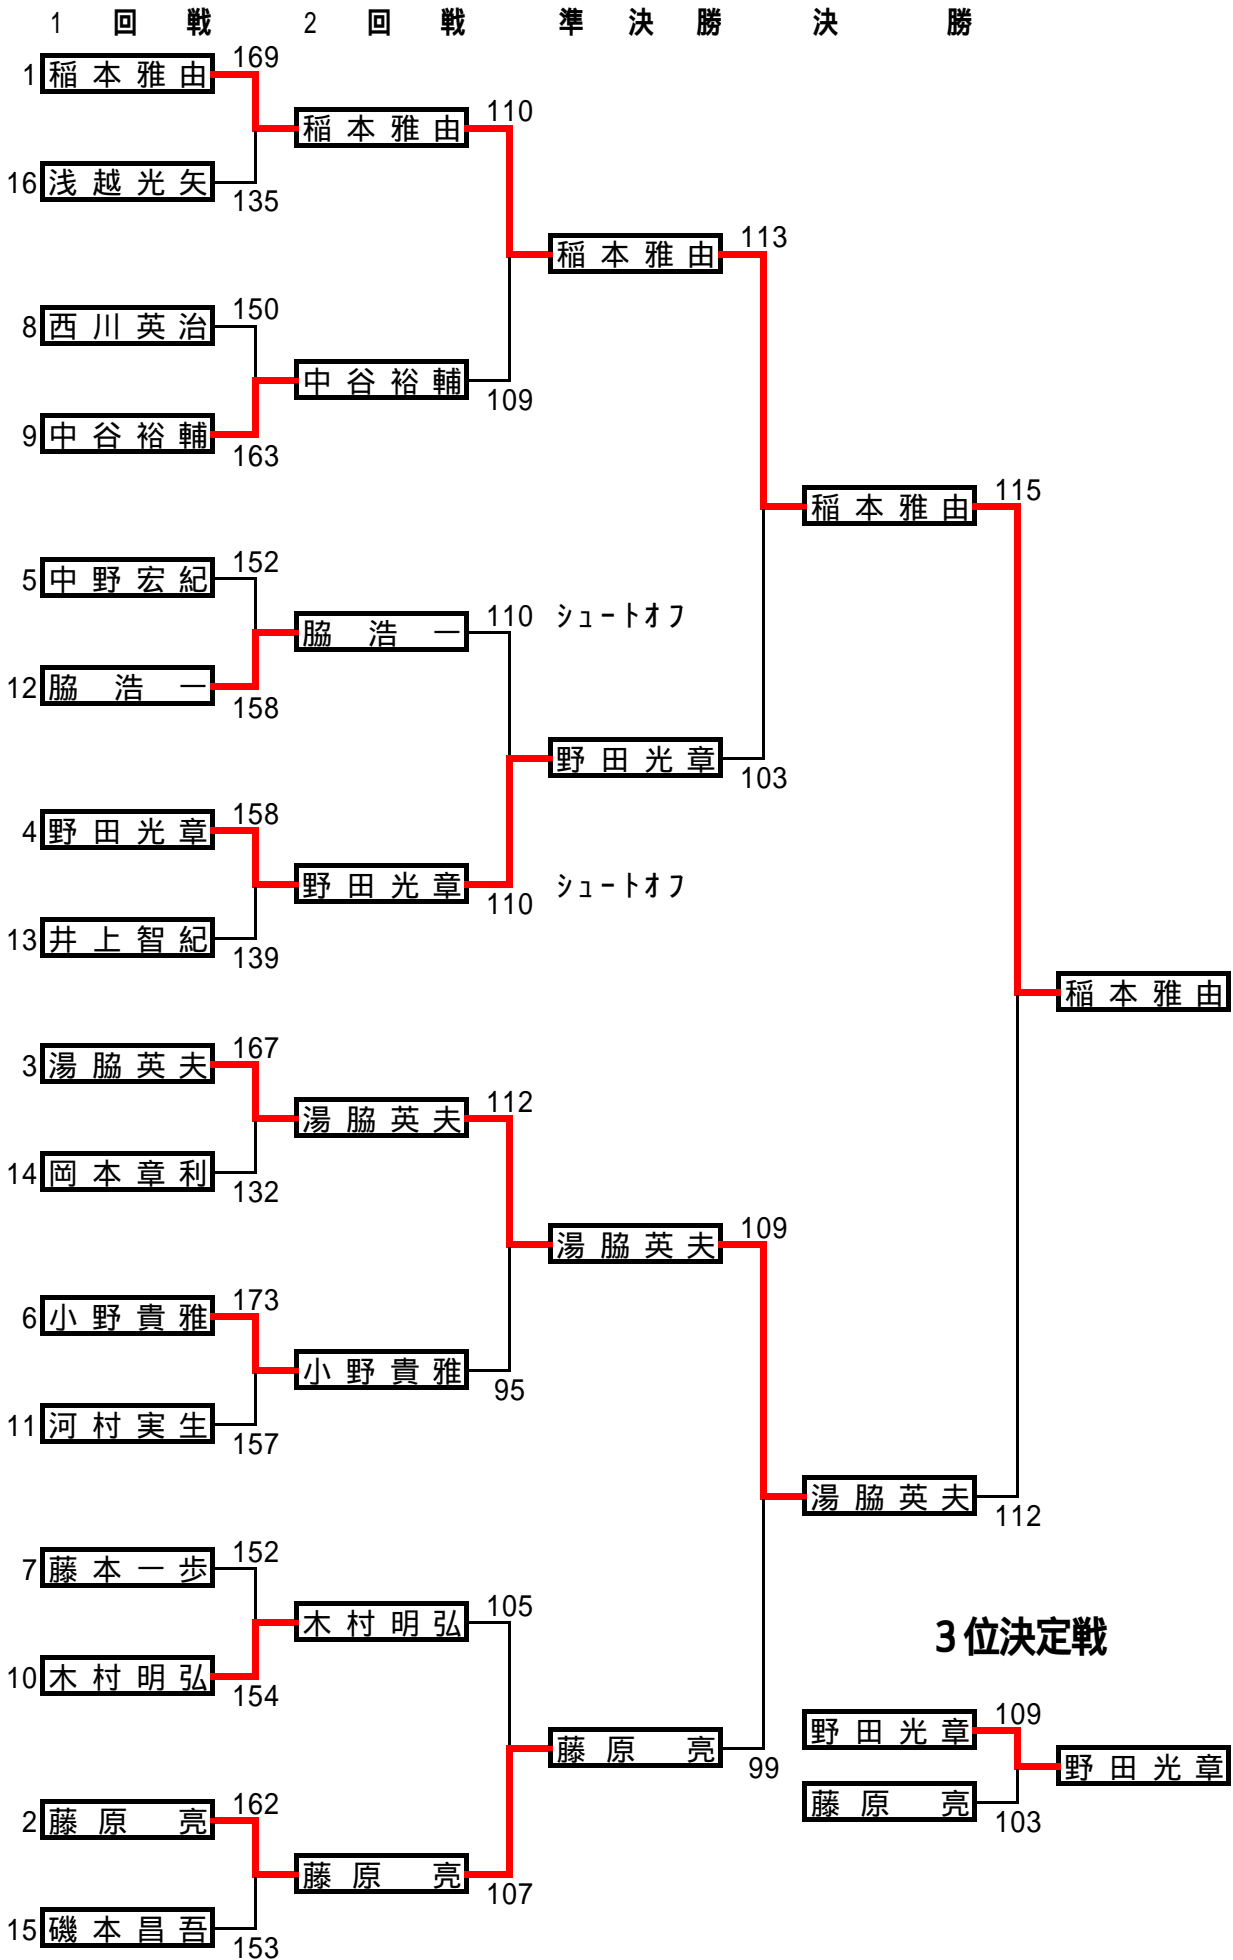 1 回 戦 2 回 戦 準 決 勝 決 勝
169
1 稲本雅由
110
稲本雅由
16 浅越光矢
135
113
稲本雅由
150
8 西川英治
中谷裕輔
109
9 中谷裕輔
163
115
稲本雅由
152
5 中野宏紀
110 シュートオフ
脇浩一
12 脇浩一
158
野田光章
103
158
4 野田光章
野田光章
110 シュートオフ
13 井上智紀
139
稲本雅由
167
3 湯脇英夫
112
湯脇英夫
14 岡本章利
132
109
湯脇英夫
173
6 小野貴雅
小野貴雅
95
11 河村実生
157
湯脇英夫
112
152
7 藤本一歩
105
木村明弘
3位決定戦
10 木村明弘
154
109
野田光章
藤原 亮
99
野田光章
162
2 藤原 亮
藤原 亮
103
藤原 亮
107
15 磯本昌吾
153